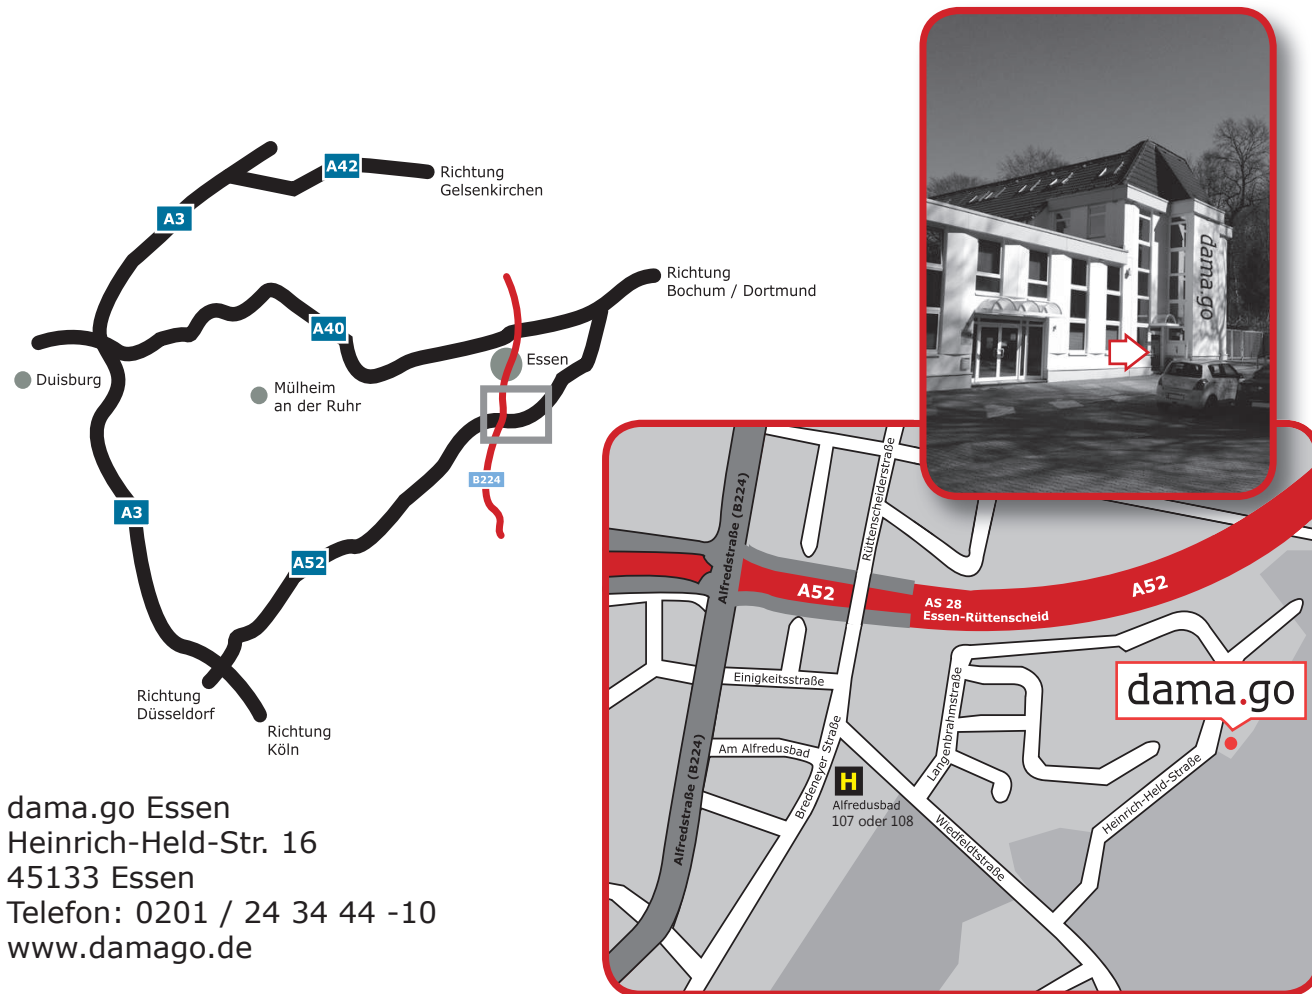 A42
Richtung
Gelsenkirchen
A3
Richtung
Bochum / Dortmund
A40
Essen
Duisburg
Mülheim
an der Ruhr
B224
A3
A52
Richtung
Düsseldorf
Richtung
Köln
dama.go
dama.go Essen
Heinrich-Held-Str. 16
45133 Essen
Telefon: 0201 / 24 34 44 -10
www.damago.de
Alfredstraße (B224)
Rüttenscheiderstraße
A52
AS 28
Essen-Rüttenscheid
A52
Einigkeitsstraße
Langenbrahmstraße
dama.go
Am Alfredusbad
Bredeneyer Straße
Alfredstraße (B224)
H
Alfredusbad
107 oder 108
Wiedfeldtstraße
Heinrich-Held-Straße